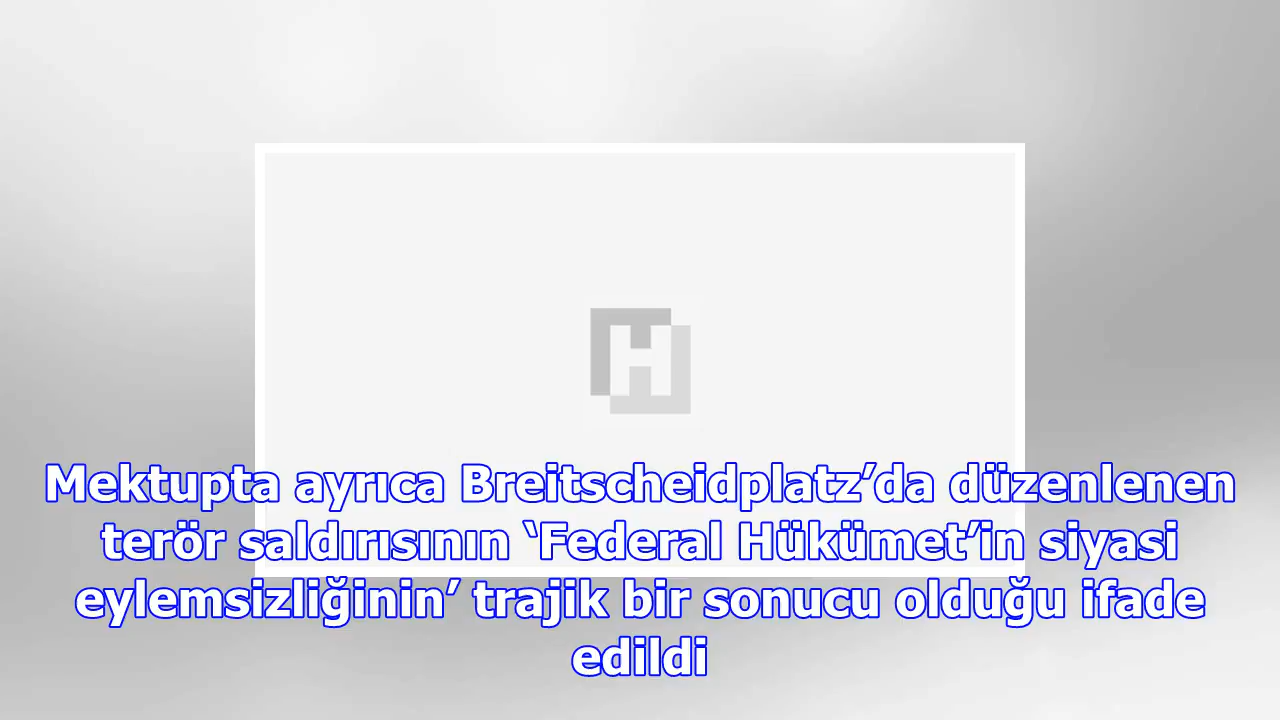 H
Mektupta ayrıca Breitscheidplatz’da düzenlenen
terör saldırısının ‘Federal Hükümet’in siyasi
eylemsizliğinin’ trajik bir sonucu olduğu ifade
edildi